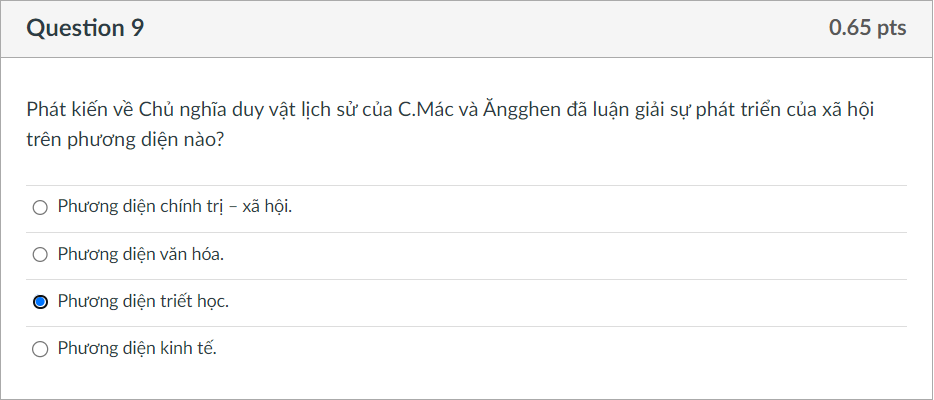 Question 9
0.65 pts
Phát kiến về Chủ nghĩa duy vật lịch sử của C.Mác và Ăngghen đã luận giải sự phát triển của xã hội
trên phương diện nào?
Phương diện chính trị – xã hội.
Phương diện văn hóa.
Phương diện triết học.
Phương diện kinh tế.